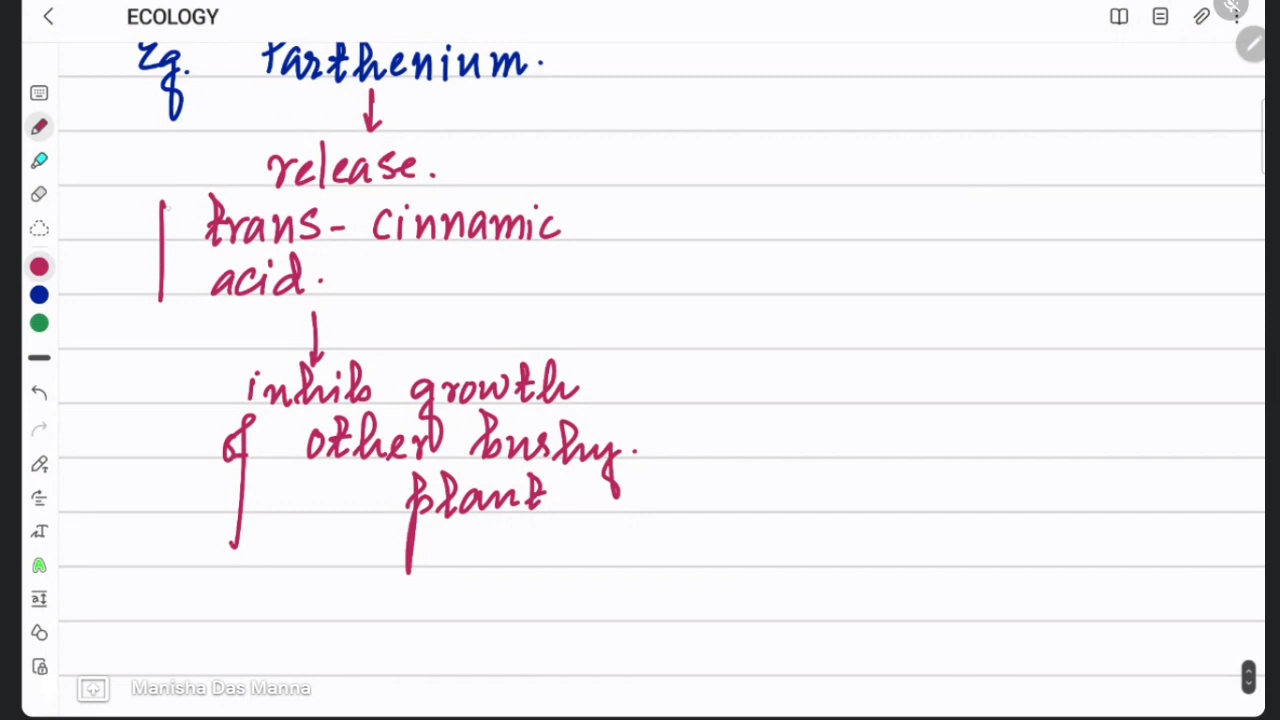 ECOLOGY
Eg. Parthenium.
release.
trans- cinnamic
acid.
inhib growth
of other bushy.
plant
Manisha Das Manna